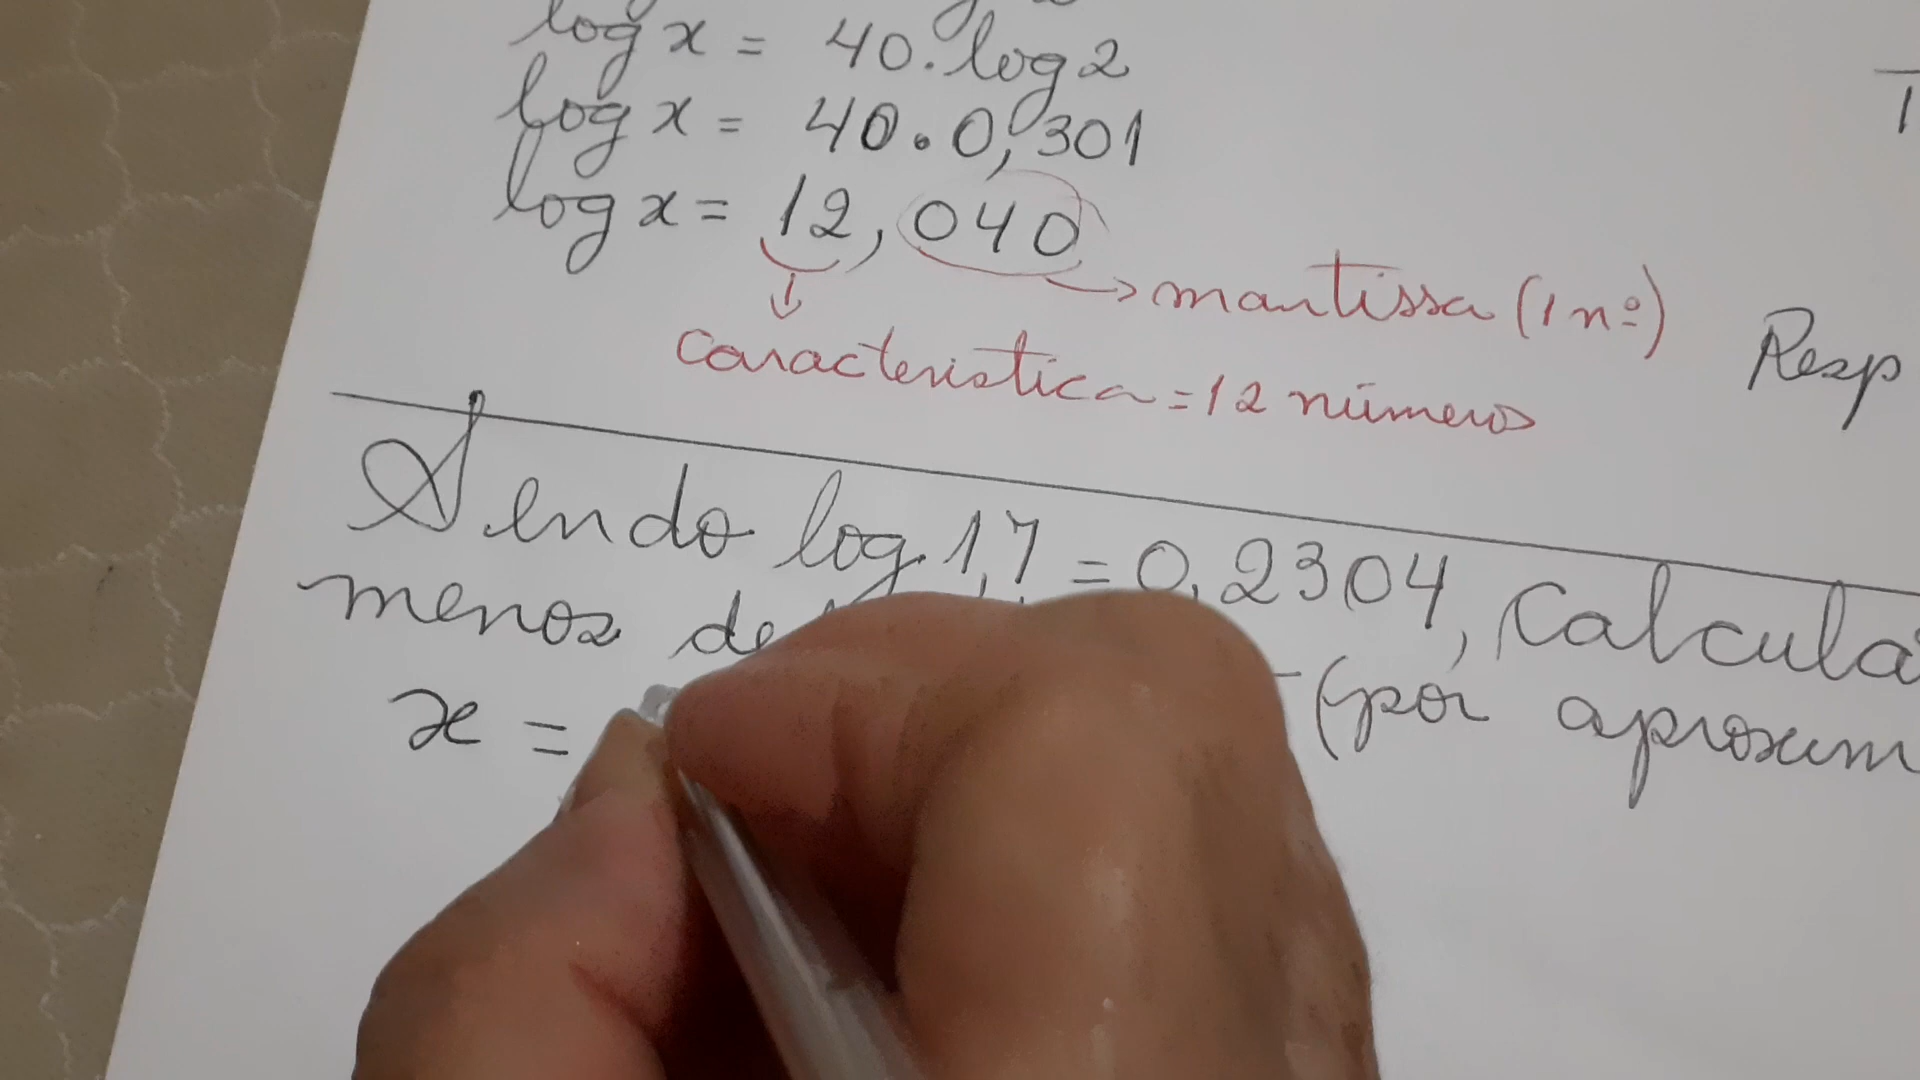 log x = 40.log2
log x = 40.0,301
log x = 12,040
mantissa (1 nº)
Resp
Caracteristica = 12 números
Sendo log 1,7 = 0,2304, Calcula
menos de (por aproxim
x =